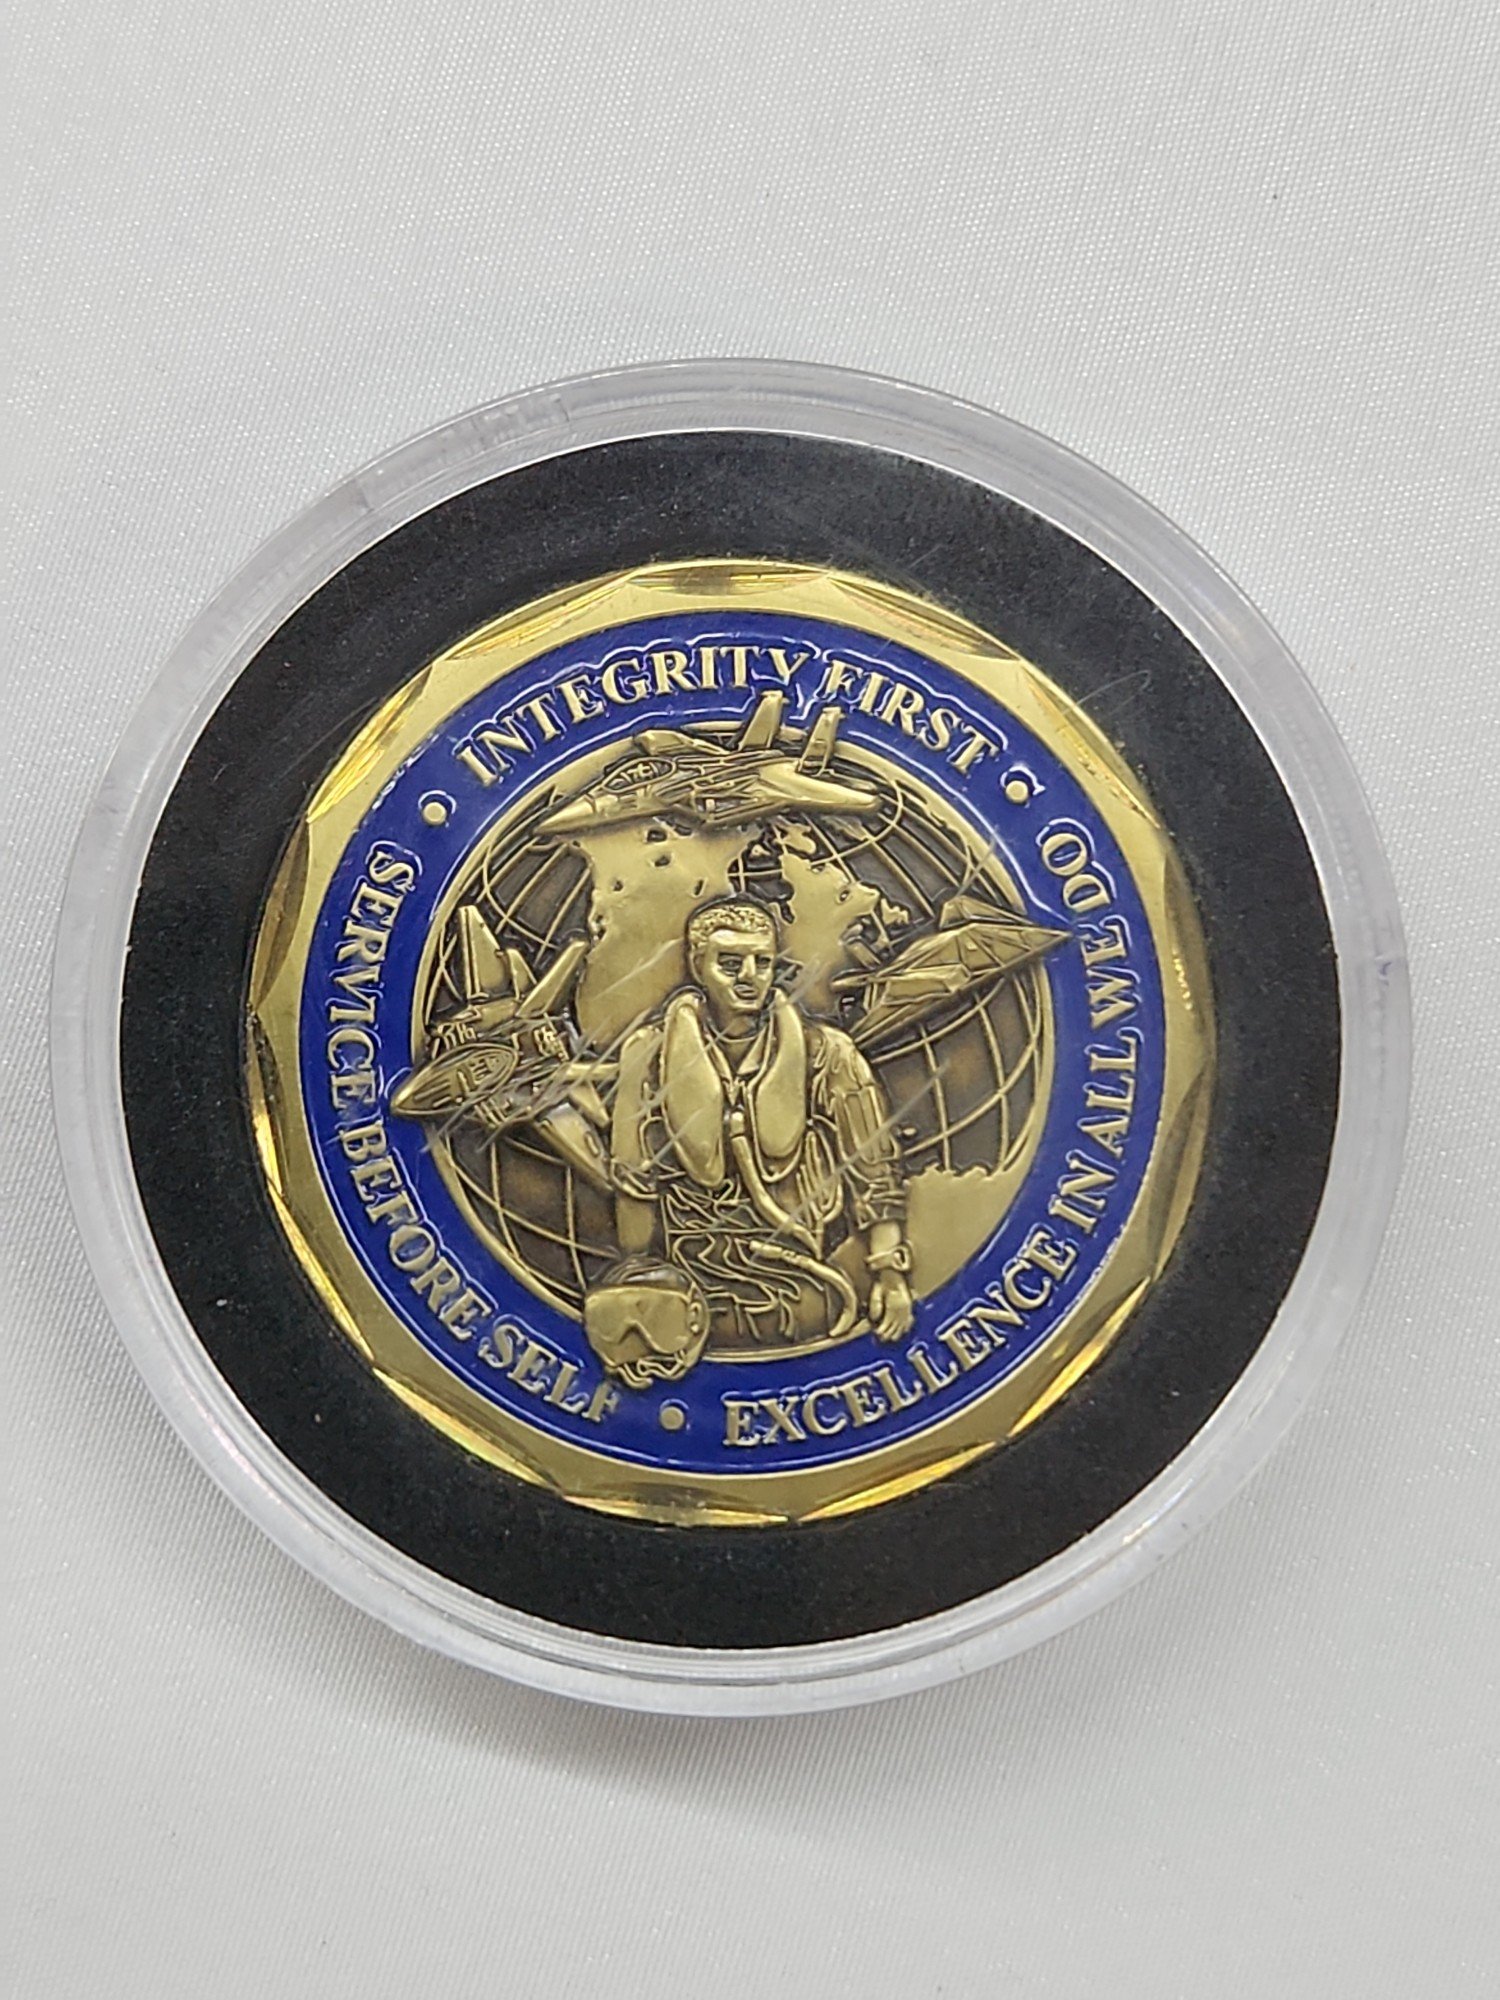 INTEGRITY FIRST
SERVICE BEFORE SELF
EXCELLENCE IN ALL WE DO